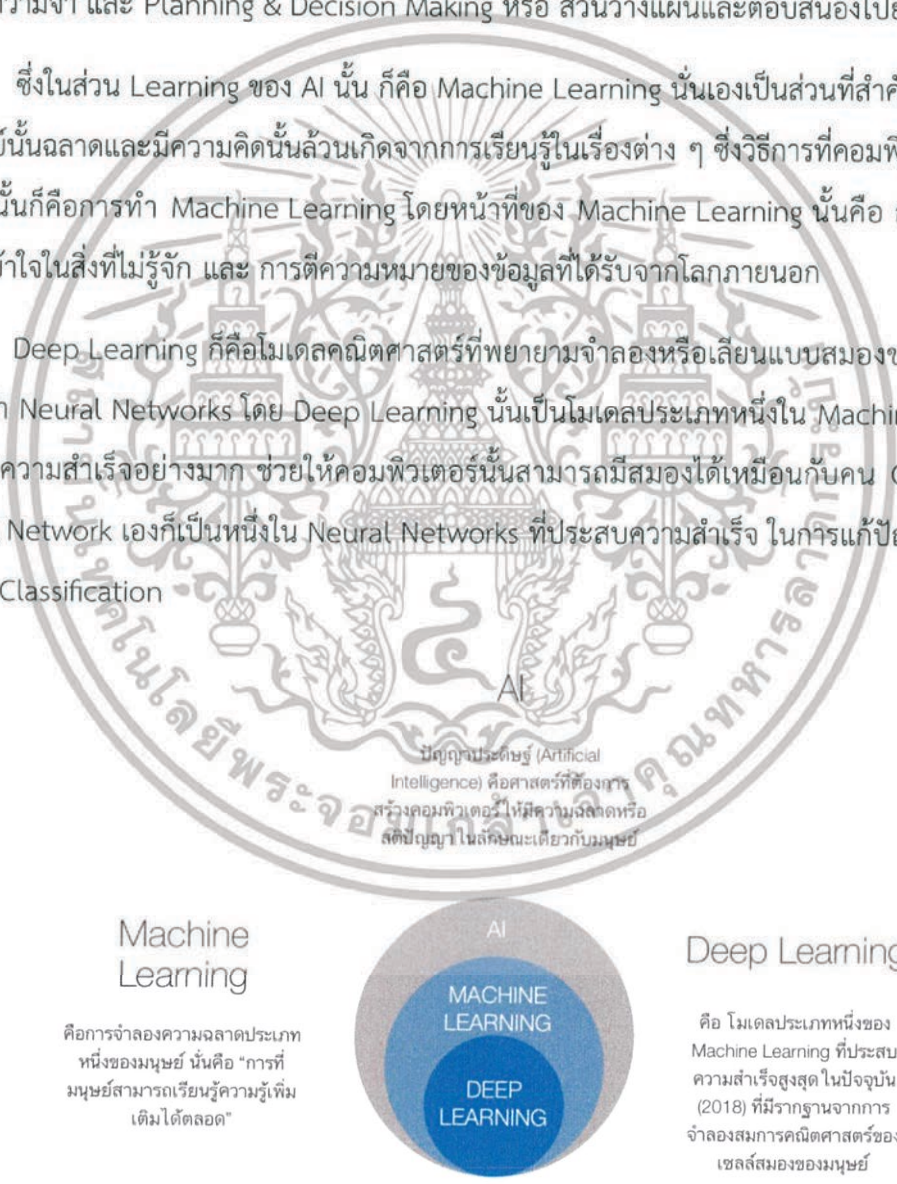 ความจำ และ Planning & Decision Making หรือ ส่วนวางแผนและตอบสนองไปยั
ซึ่งในส่วน Learning ของ AI นั้น ก็คือ Machine Learning นั่นเองเป็นส่วนที่สำคั
นั้นฉลาดและมีความคิดนั้นล้วนเกิดจากการเรียนรู้ในเรื่องต่าง ๆ ซึ่งวิธีการที่คอมพิ
นั้นก็คือการทำ Machine Learning โดยหน้าที่ของ Machine Learning นั้นคือ
ข้าใจในสิ่งที่ไม่รู้จัก และ การตีความหมายของข้อมูลที่ได้รับจากโลกภายนอก
Deep Learning ก็คือโมเดลคณิตศาสตร์ที่พยายามจำลองหรือเลียนแบบสมองข
Neural Networks โดย Deep Learning นั้นเป็นโมเดลประเภทหนึ่งใน Machin
ความสำเร็จอย่างมาก ช่วยให้คอมพิวเตอร์นั้นสามารถมีสมองได้เหมือนกับคน
Network เองก็เป็นหนึ่งใน Neural Networks ที่ประสบความสำเร็จ ในการแก้ปัญ
Classification
AI
ปัญญาประดิษฐ์ (Artificial
Intelligence) คือศาสตร์ที่ต้องการ
สร้างคอมพิวเตอร์ ให้มีความฉลาดหรือ
สติปัญญา ในลักษณะเดียวกับมนุษย์
Machine
Learning
คือการจำลองความฉลาดประเภท
หนึ่งของมนุษย์ นั่นคือ "การที่
มนุษย์สามารถเรียนรู้ความรู้เพิ่ม
เติมได้ตลอด"
AI
MACHINE
LEARNING
DEEP
LEARNING
Deep Learning
คือ โมเดลประเภทหนึ่งของ
Machine Learning ที่ประสบ
ความสำเร็จสูงสุด ในปัจจุบัน
(2018) ที่มีรากฐานจากการ
จำลองสมการคณิตศาสตร์ของ
เซลล์สมองของมนุษย์